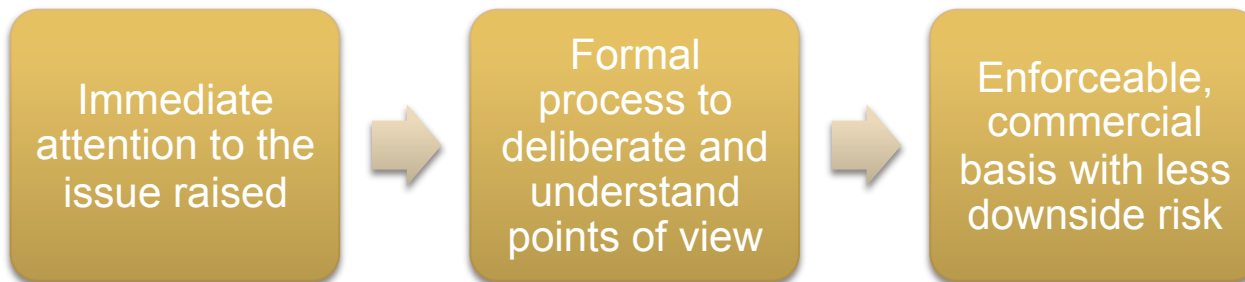 Immediate
attention to the
issue raised
Formal
process to
deliberate and
understand
points of view
Enforceable,
commercial
basis with less
downside risk